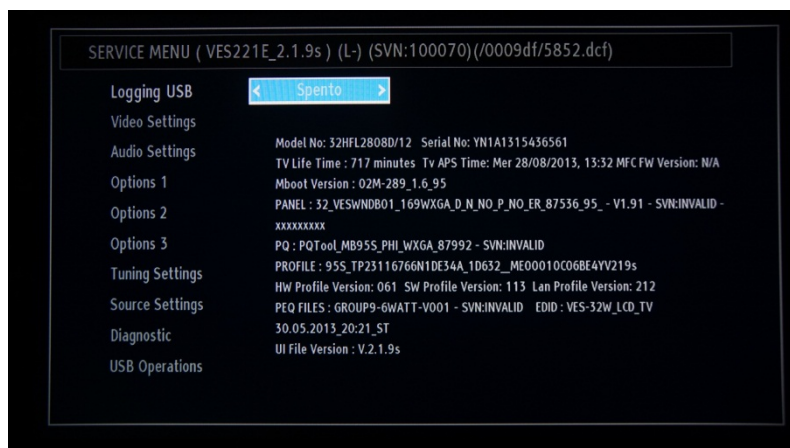 SERVICE MENU ( VES221E_2.1.9s ) (L-) (SVN:100070)(/0009df/5852.dcf)
Logging USB < Spento >
Video Settings
Audio Settings
Options 1
Options 2
Options 3
Tuning Settings
Source Settings
Diagnostic
USB Operations
Model No: 32HFL2808D/12 Serial No: YN1A1315436561
TV Life Time : 717 minutes Tv APS Time: Mer 28/08/2013, 13:32 MFC FW Version: N/A
Mboot Version : 02M-289_1.6_95
PANEL : 32_VESWNDB01_169WXGA_D_N_NO_P_NO_ER_87536_95_ - V1.91 - SVN:INVALID -
xxxxxxxxx
PQ : PQTool_MB95S_PHI_WXGA_87992 - SVN:INVALID
PROFILE : 95S_TP23116766N1DE34A_1D632__ME00010C06BE4YV219s
HW Profile Version: 061 SW Profile Version: 113 Lan Profile Version: 212
PEQ FILES : GROUP9-6WATT-V001 - SVN:INVALID EDID : VES-32W_LCD_TV
30.05.2013_20:21_ST
UI File Version : V.2.1.9s